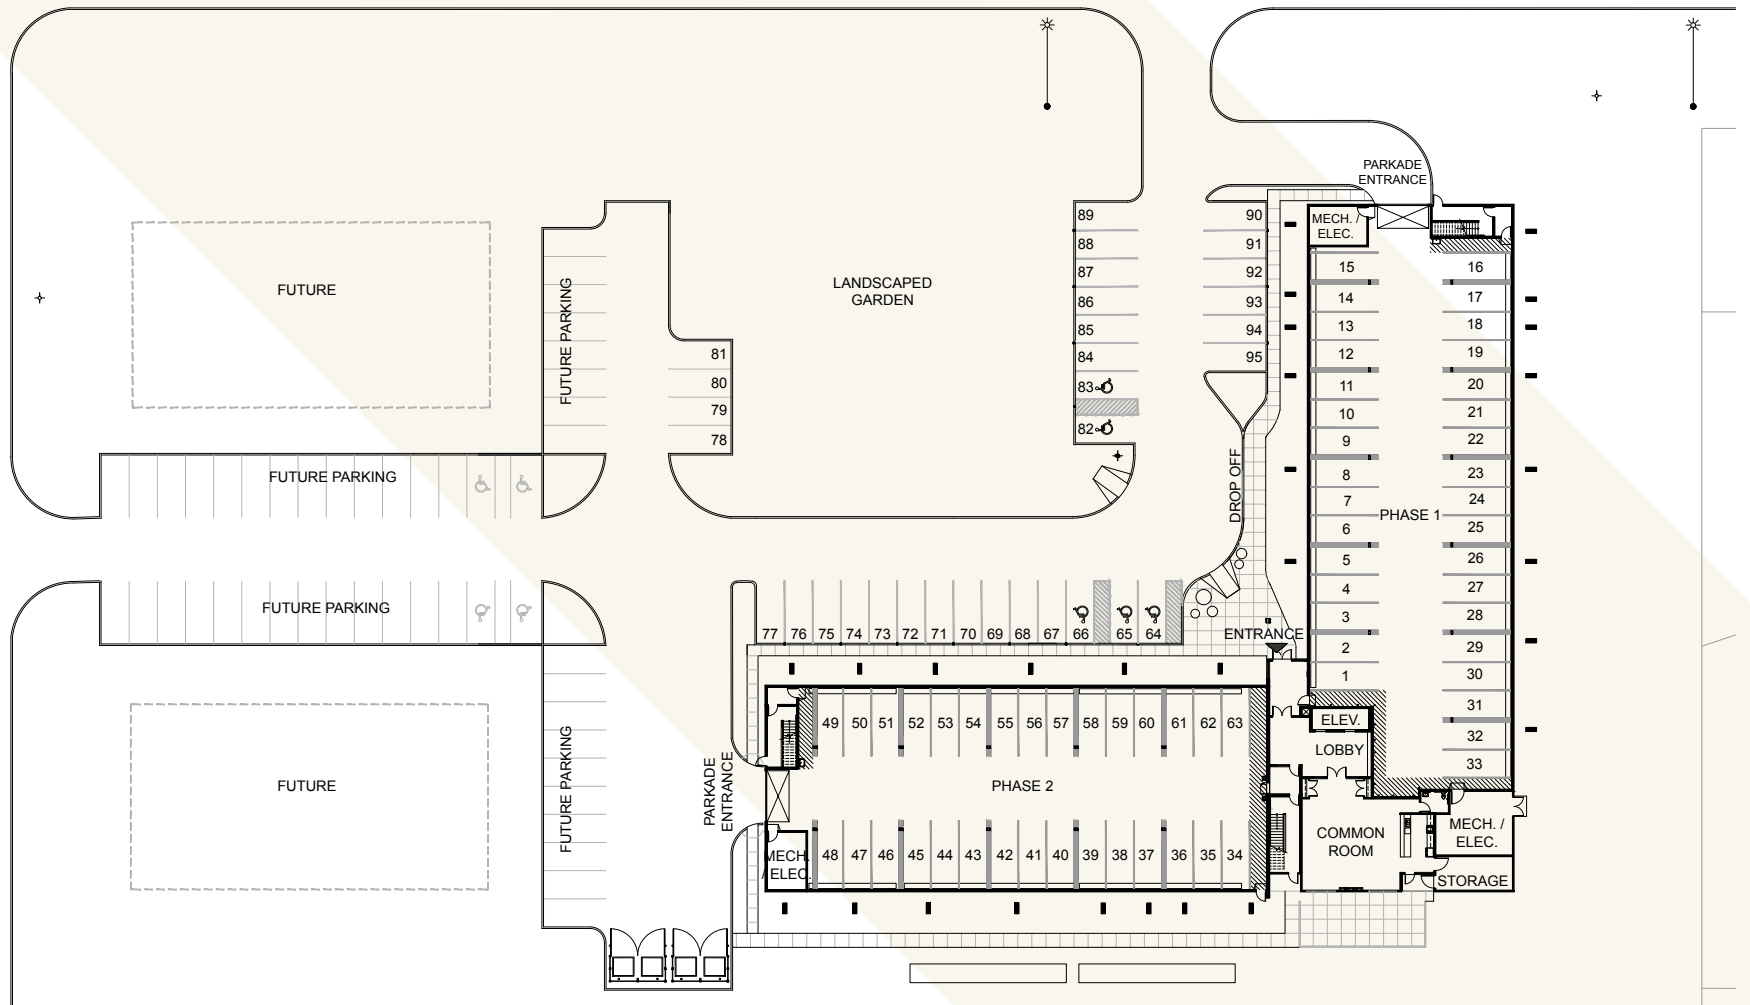 PARKADE
ENTRANCE
89
90
MECH. /
ELEC.
88
91
87
92
15
16
FUTURE
FUTURE PARKING
LANDSCAPED
GARDEN
86
93
14
17
85
94
13
18
81
84
95
12
19
80
83
11
20
79
10
21
78
82
9
22
FUTURE PARKING
DROP OFF
8
23
7
24
PHASE 1
6
25
5
26
4
27
FUTURE PARKING
3
28
77 76 75 74 73 72 71 70 69 68 67 66 65 64
ENTRANCE
2
29
1
30
31
49 50 51 52 53 54 55 56 57 58 59 60 61 62 63
ELEV.
32
LOBBY
33
FUTURE
FUTURE PARKING
PARKADE
ENTRANCE
PHASE 2
MECH.
/ ELEC.
48 47 46 45 44 43 42 41 40 39 38 37 36 35 34
COMMON
ROOM
MECH. /
ELEC.
STORAGE